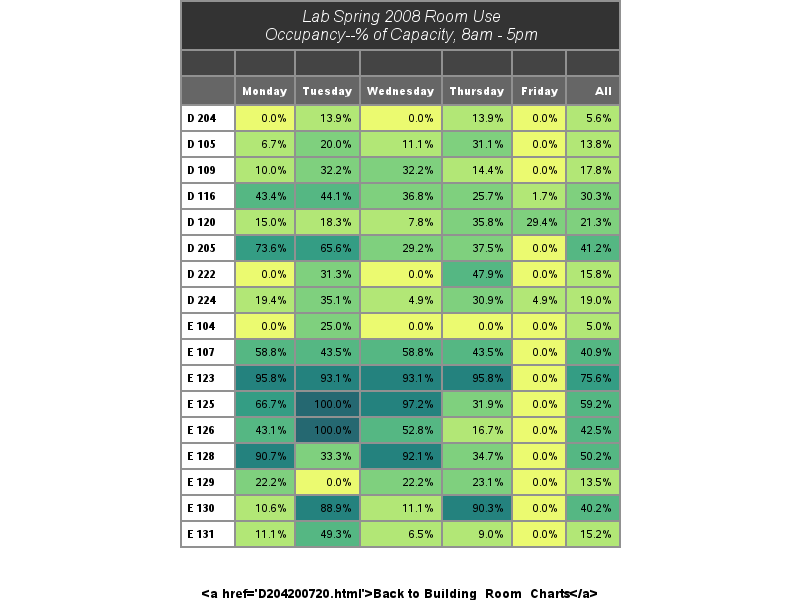 Lab Spring 2008 Room Use
Occupancy--% of Capacity, 8am - 5pm
Monday Tuesday Wednesday Thursday Friday All
D 204 0.0% 13.9% 0.0% 13.9% 0.0% 5.6%
D 105 6.7% 20.0% 11.1% 31.1% 0.0% 13.8%
D 109 10.0% 32.2% 32.2% 14.4% 0.0% 17.8%
D 116 43.4% 44.1% 36.8% 25.7% 1.7% 30.3%
D 120 15.0% 18.3% 7.8% 35.8% 29.4% 21.3%
D 205 73.6% 65.6% 29.2% 37.5% 0.0% 41.2%
D 222 0.0% 31.3% 0.0% 47.9% 0.0% 15.8%
D 224 19.4% 35.1% 4.9% 30.9% 4.9% 19.0%
E 104 0.0% 25.0% 0.0% 0.0% 0.0% 5.0%
E 107 58.8% 43.5% 58.8% 43.5% 0.0% 40.9%
E 123 95.8% 93.1% 93.1% 95.8% 0.0% 75.6%
E 125 66.7% 100.0% 97.2% 31.9% 0.0% 59.2%
E 126 43.1% 100.0% 52.8% 16.7% 0.0% 42.5%
E 128 90.7% 33.3% 92.1% 34.7% 0.0% 50.2%
E 129 22.2% 0.0% 22.2% 23.1% 0.0% 13.5%
E 130 10.6% 88.9% 11.1% 90.3% 0.0% 40.2%
E 131 11.1% 49.3% 6.5% 9.0% 0.0% 15.2%
<a href='D204200720.html'>Back to Building_Room_Charts</a>